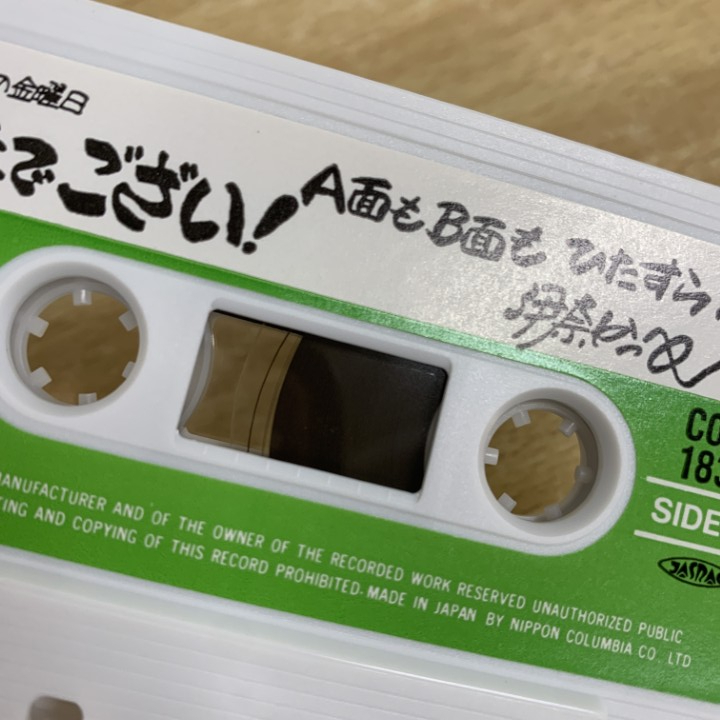 の金曜日
でございい!
A面もB面もひたすら
伊奈かっぺい
CO
183
SIDE
JASRAC
MANUFACTURER AND OF THE OWNER OF THE RECORDED WORK RESERVED UNAUTHORIZED PUBLIC
TING AND COPYING OF THIS RECORD PROHIBITED-MADE IN JAPAN BY NIPPON COLUMBIA CO. LTD